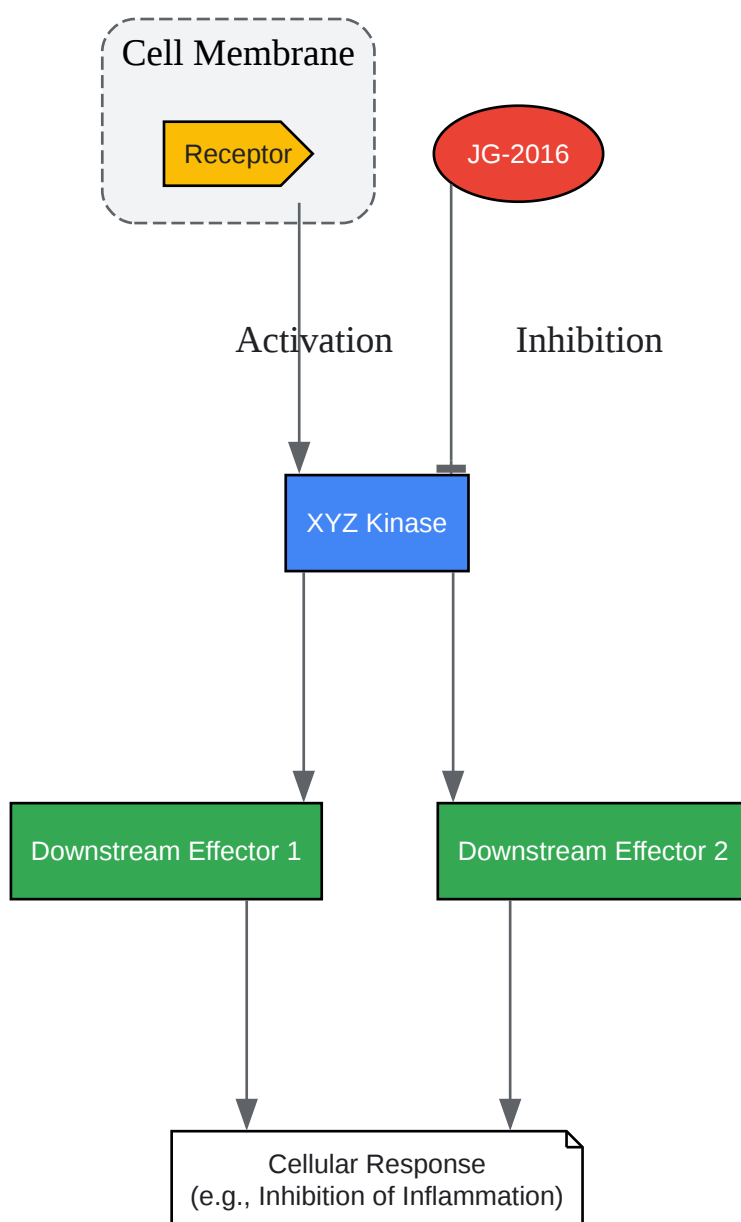 Cell Membrane
Receptor
JG-2016
Activation
Inhibition
XYZ Kinase
Downstream Effector 1
Downstream Effector 2
Cellular Response
(e.g., Inhibition of Inflammation)